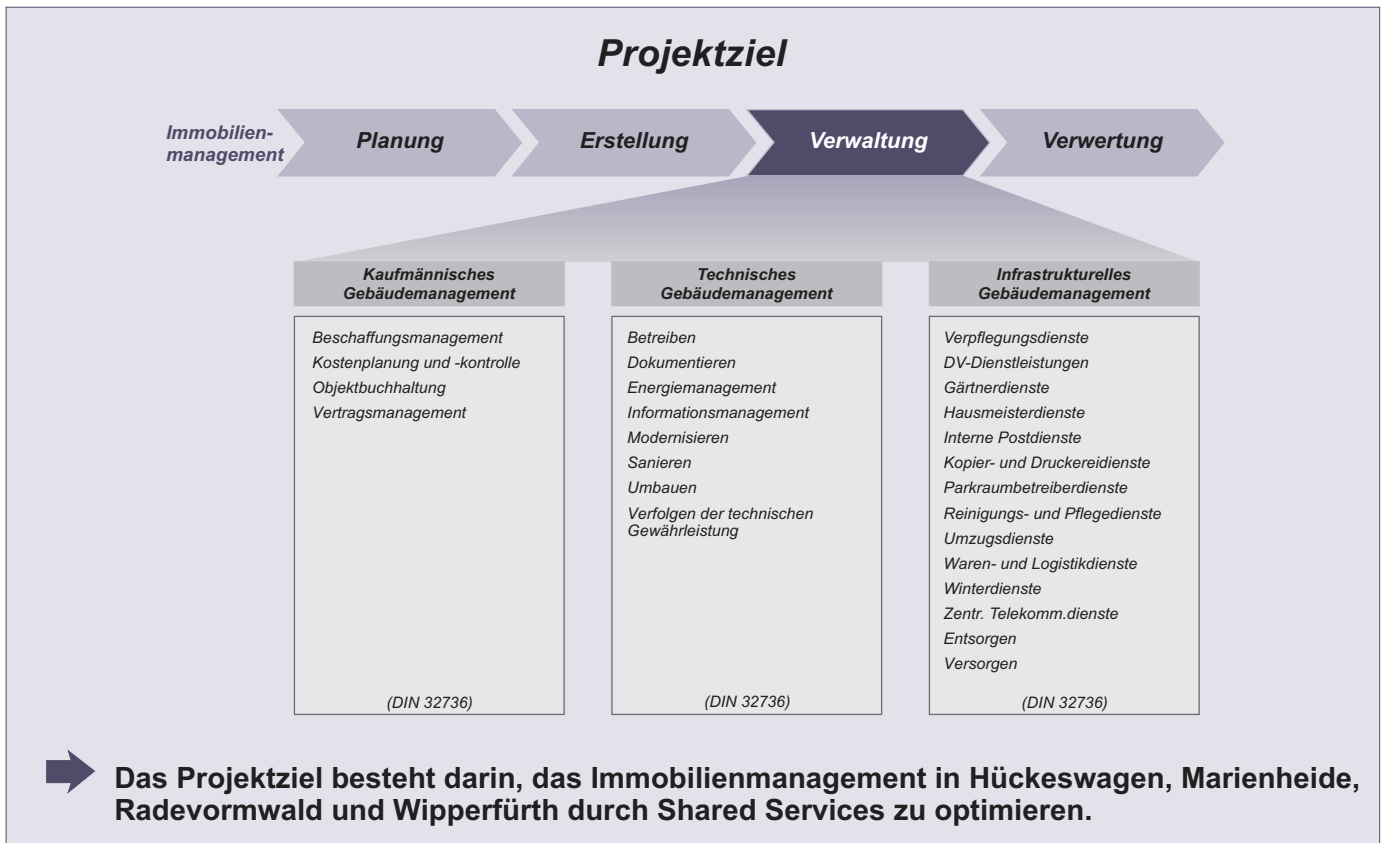 Projektziel
Immobilien-
management
Planung
Erstellung
Verwaltung
Verwertung
Kaufmännisches
Gebäudemanagement
Beschaffungsmanagement
Kostenplanung und -kontrolle
Objektbuchhaltung
Vertragsmanagement
(DIN 32736)
Technisches
Gebäudemanagement
Betreiben
Dokumentieren
Energiemanagement
Informationsmanagement
Modernisieren
Sanieren
Umbauen
Verfolgen der technischen
Gewährleistung
(DIN 32736)
Infrastrukturelles
Gebäudemanagement
Verpflegungsdienste
DV-Dienstleistungen
Gärtnerdienste
Hausmeisterdienste
Interne Postdienste
Kopier- und Druckereidienste
Parkraumbetreiberdienste
Reinigungs- und Pflegedienste
Umzugsdienste
Waren- und Logistikdienste
Winterdienste
Zentr. Telekomm.dienste
Entsorgen
Versorgen
(DIN 32736)
Das Projektziel besteht darin, das Immobilienmanagement in Hückeswagen, Marienheide,
Radevormwald und Wipperfürth durch Shared Services zu optimieren.